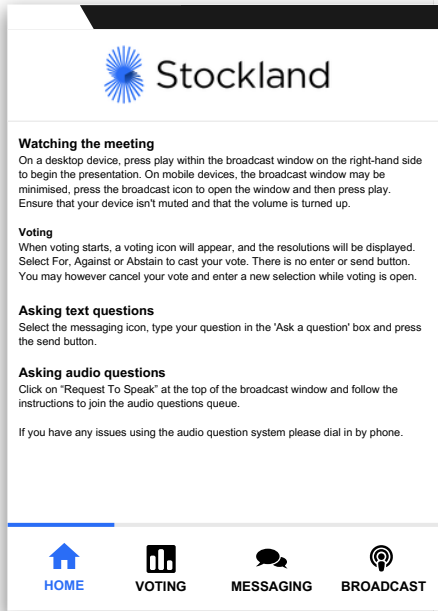 Stockland
Watching the meeting
On a desktop device, press play within the broadcast window on the right-hand side
to begin the presentation. On mobile devices, the broadcast window may be
minimised, press the broadcast icon to open the window and then press play.
Ensure that your device isn't muted and that the volume is turned up.
Voting
When voting starts, a voting icon will appear, and the resolutions will be displayed.
Select For, Against or Abstain to cast your vote. There is no enter or send button.
You may however cancel your vote and enter a new selection while voting is open.
Asking text questions
Select the messaging icon, type your question in the 'Ask a question' box and press
the send button.
Asking audio questions
Click on “Request To Speak” at the top of the broadcast window and follow the
instructions to join the audio questions queue.
If you have any issues using the audio question system please dial in by phone.
HOME VOTING MESSAGING BROADCAST